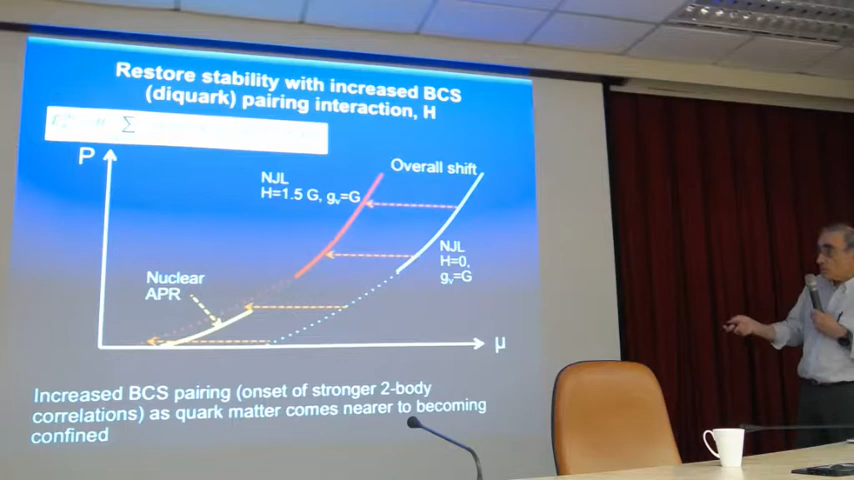 Restore stability with increased BCS
(diquark) pairing interaction, H
Σ
P
NJL
H=1.5 G, gᵥ=G
Overall shift
NJL
H=0,
gᵥ=G
Nuclear
APR
μ
Increased BCS pairing (onset of stronger 2-body
correlations) as quark matter comes nearer to becoming
confined